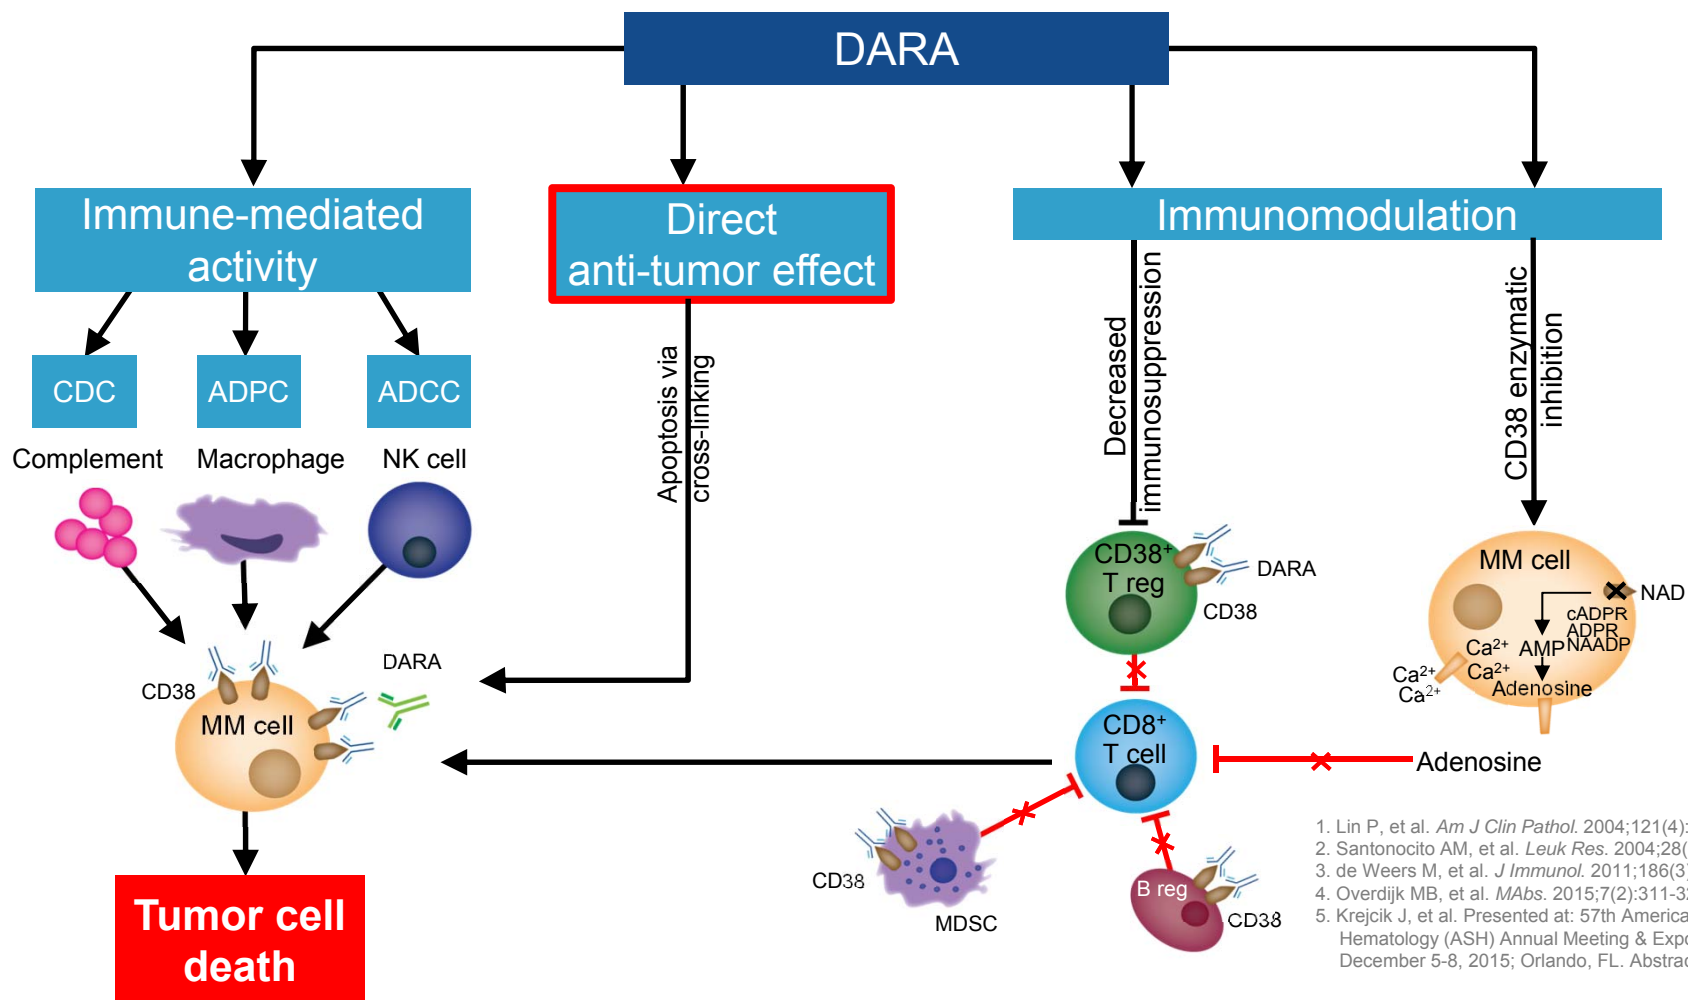 DARA
Immune-mediated
activity
Direct
anti-tumor effect
Immunomodulation
CDC
ADPC
ADCC
Complement
Macrophage
NK cell
Apoptosis via
cross-linking
Decreased
immunosuppression
CD38 enzymatic
inhibition
CD38+
T reg
DARA
CD38
MM cell
NAD
cADPR
ADPR
NAADP
AMP
Ca2+
Ca2+
Ca2+
Ca2+
Adenosine
DARA
CD38
MM cell
CD8+
T cell
Adenosine
CD38
MDSC
B reg
CD38
Tumor cell
death
1. Lin P, et al. Am J Clin Pathol. 2004;121(4):
2. Santonocito AM, et al. Leuk Res. 2004;28(
3. de Weers M, et al. J Immunol. 2011;186(3)
4. Overdijk MB, et al. MAbs. 2015;7(2):311-32
5. Krejcik J, et al. Presented at: 57th America
Hematology (ASH) Annual Meeting & Expo
December 5-8, 2015; Orlando, FL. Abstrac